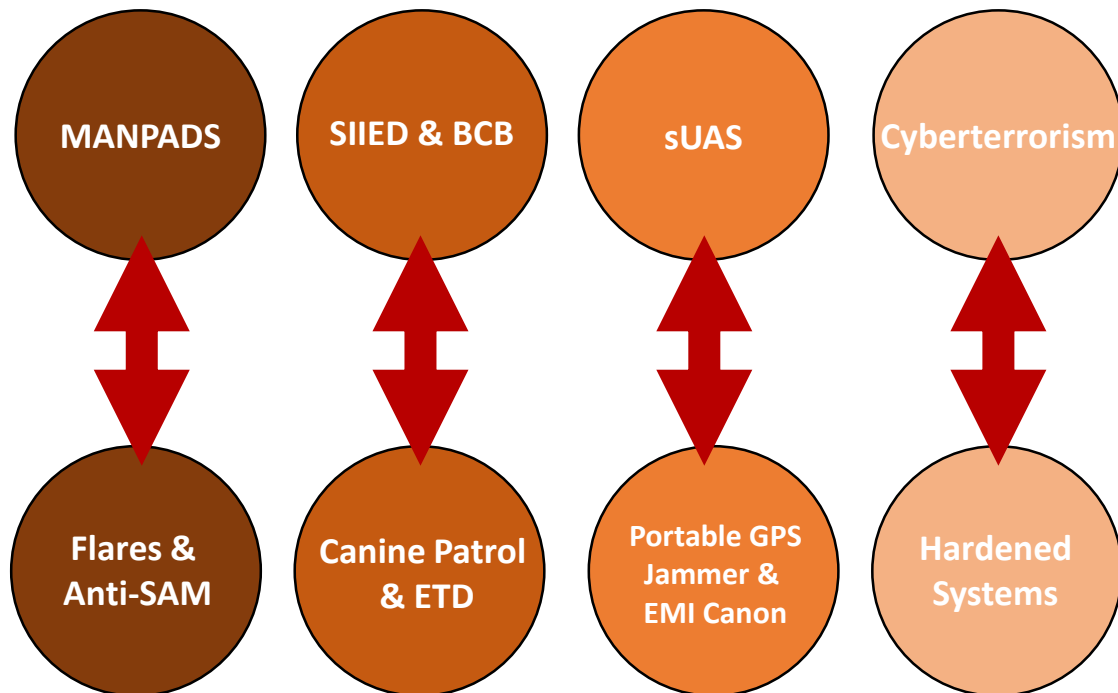 MANPADS
SIIED & BCB
sUAS
Cyberterrorism
Flares &
Anti-SAM
Canine Patrol
& ETD
Portable GPS
Jammer &
EMI Canon
Hardened
Systems